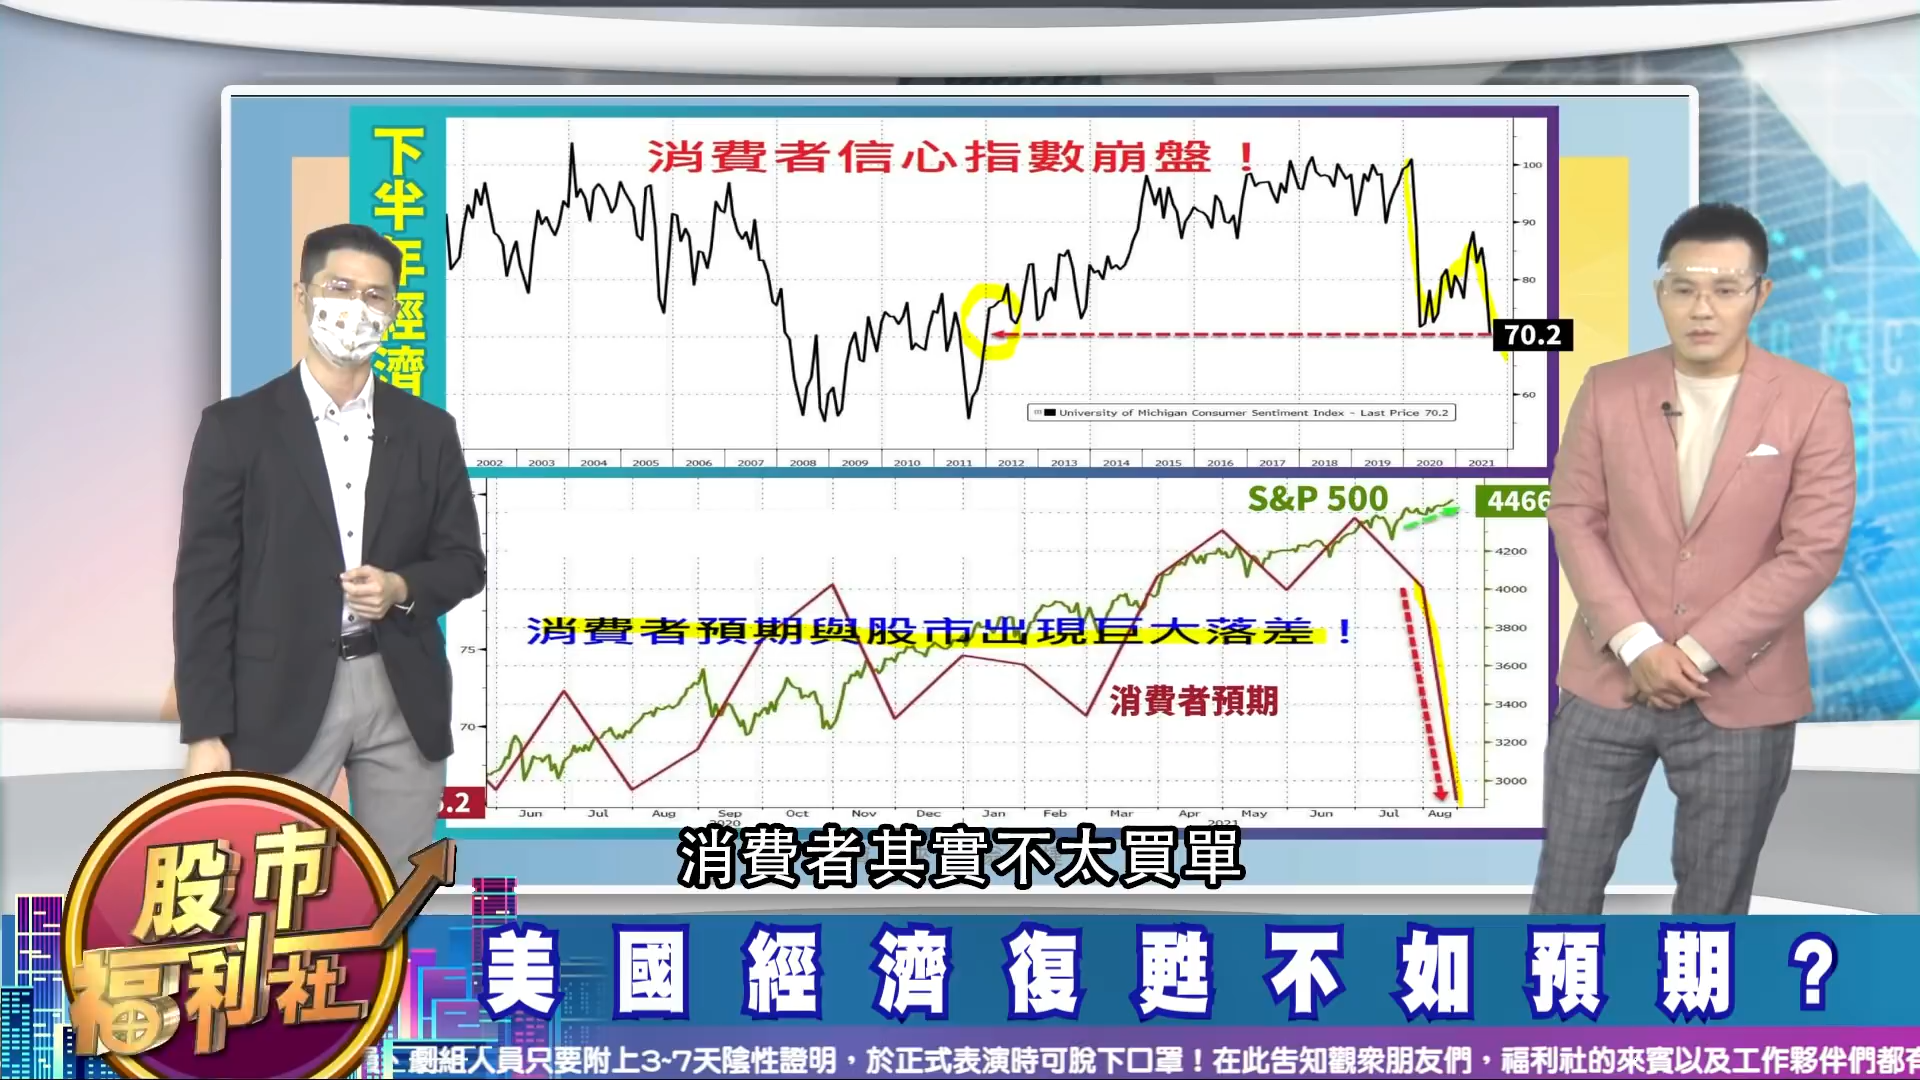 下半年經濟
消費者信心指數崩盤！
100
90
80
70.2
60
University of Michigan Consumer Sentiment Index - Last Price 70.2
2002 2003 2004 2005 2006 2007 2008 2009 2010 2011 2012 2013 2014 2015 2016 2017 2018 2019 2020 2021
S&P 500
4466
4200
4000
消費者預期與股市出現巨大落差！
3800
75
3600
消費者預期
3400
70
3200
3000
5.2
Jun Jul Aug Sep Oct Nov Dec Jan Feb Mar Apr May Jun Jul Aug
2020 2021
消費者其實不太買單
股市
福利社
美國經濟復甦不如預期？
劇組人員只要附上3~7天陰性證明，於正式表演時可脫下口罩！在此告知觀眾朋友們，福利社的來賓以及工作夥伴們都有